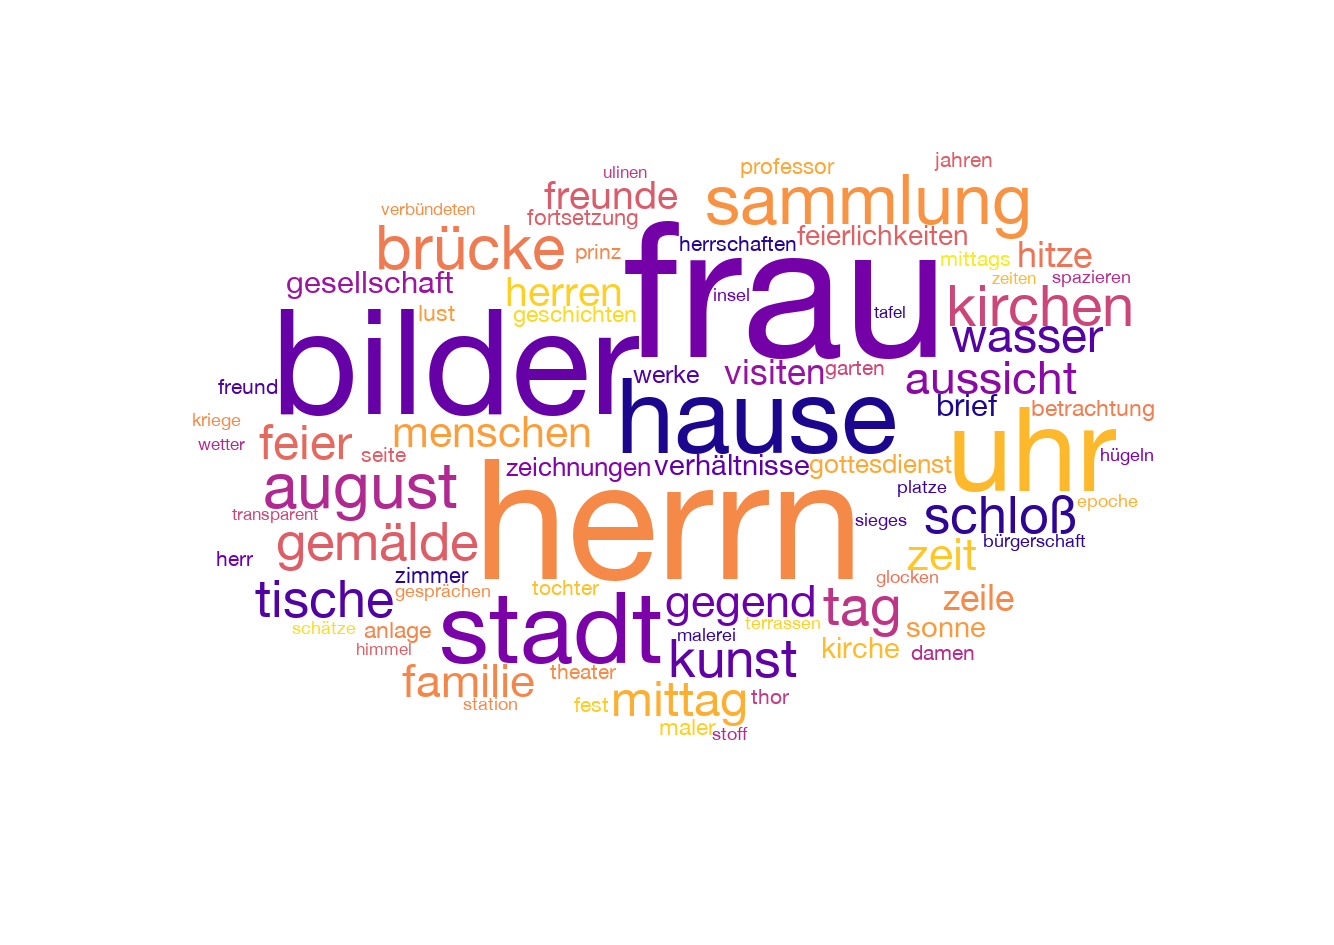 jahren
professor
ulinen
freunde
sammlung
verbündeten
fortsetzung
brücke
prinz
herrschaften
feierlichkeiten
hitze
frau
mittags
gesellschaft
herren
insel
zeiten
spazieren
lust
geschichten
tafel
kirchen
wasser
bilder
freund
werke
visiten
garten
aussicht
hause
brief
betrachtung
kriege
wetter
feier
seite
menschen
uhr
hügeln
zeichnungen
verhältnisse
gottesdienst
august
platze
epoche
transparent
herrn
sieges
schloß
bürgerschaft
gemälde
herr
zimmer
zeit
tische
gesprächen
tochter
glocken
zeile
gegend
tag
schätze
anlage
stadt
malerei
terrassen
sonne
himmel
kunst
kirche
damen
familie
theater
station
fest
mittag
thor
maler
stoff